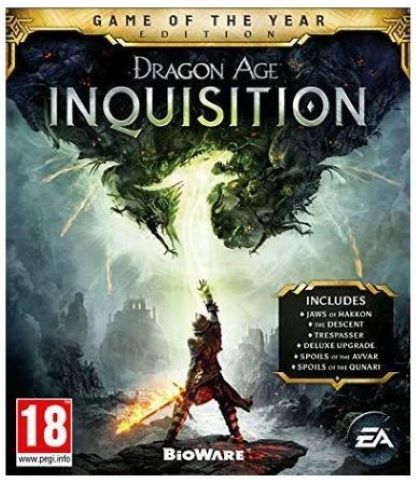 GAME OF THE YEAR
EDITION
DRAGON AGE
INQUISITION
INCLUDES
♦ JAWS OF HAKKON
♦ THE DESCENT
♦ TRESPASSER
♦ DELUXE UPGRADE
♦ SPOILS OF THE AVVAR
♦ SPOILS OF THE QUNARI
18
www.pegi.info
BIOWARE
EA